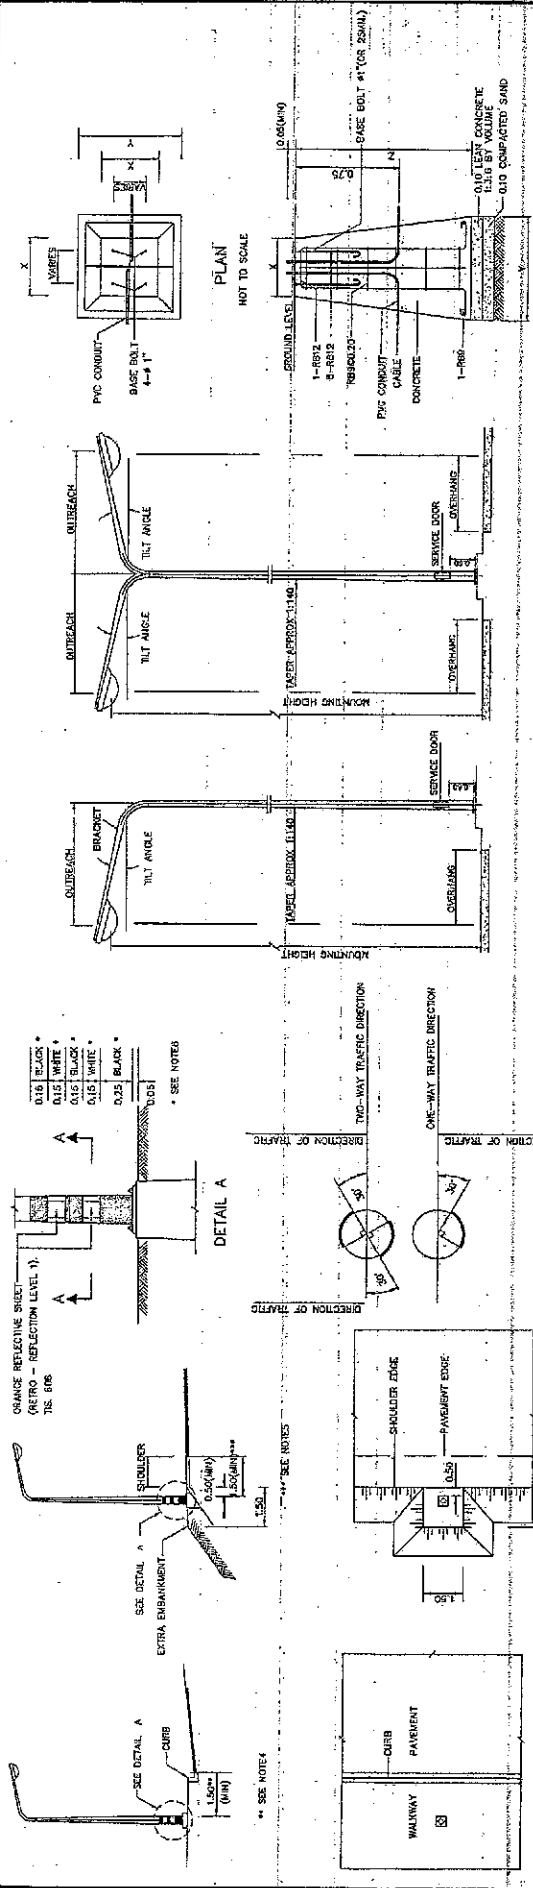 ** SEE NOTE4
SEE DETAIL A
CURB
1.50**
(MIN)
WALKWAY
CURB
PAVEMENT
SEE DETAIL A
EXTRA EMBANKMENT
SHOULDER
0.50(MIN)
1.50(MIN)***
1.50
*** SEE NOTE5
SHOULDER EDGE
PAVEMENT EDGE
0.50
1.50
ORANGE REFLECTIVE SHEET
(RETRO - REFLECTION LEVEL 1).
TIS. 606
A
A
0.15 BLACK *
0.15 WHITE *
0.15 BLACK *
0.15 WHITE *
0.25 BLACK *
0.05
* SEE NOTE8
DETAIL A
DIRECTION OF TRAFFIC
DIRECTION OF TRAFFIC
TWO-WAY TRAFFIC DIRECTION
ONE-WAY TRAFFIC DIRECTION
OUTREACH
BRACKET
TILT ANGLE
MOUNTING HEIGHT
TAPER APPROX 1:140
OVERHANG
SERVICE DOOR
OUTREACH
OUTREACH
TILT ANGLE
TILT ANGLE
MOUNTING HEIGHT
TAPER APPROX 1:140
OVERHANG
OVERHANG
SERVICE DOOR
X
VARIES
PVC CONDUIT
BASE BOLT
4-ø 1"
VARIES
X
Y
PLAN
NOT TO SCALE
GROUND LEVEL
0.05(MIN)
X
0.75
Z
BASE BOLT ø1"(OR 25MM.)
1-RB12
8-RB12
RB9@0.20
PVC CONDUIT
CABLE
CONCRETE
1-RB9
0.10 LEAN CONCRETE
1:3:6 BY VOLUME
0.10 COMPACTED SAND
Y